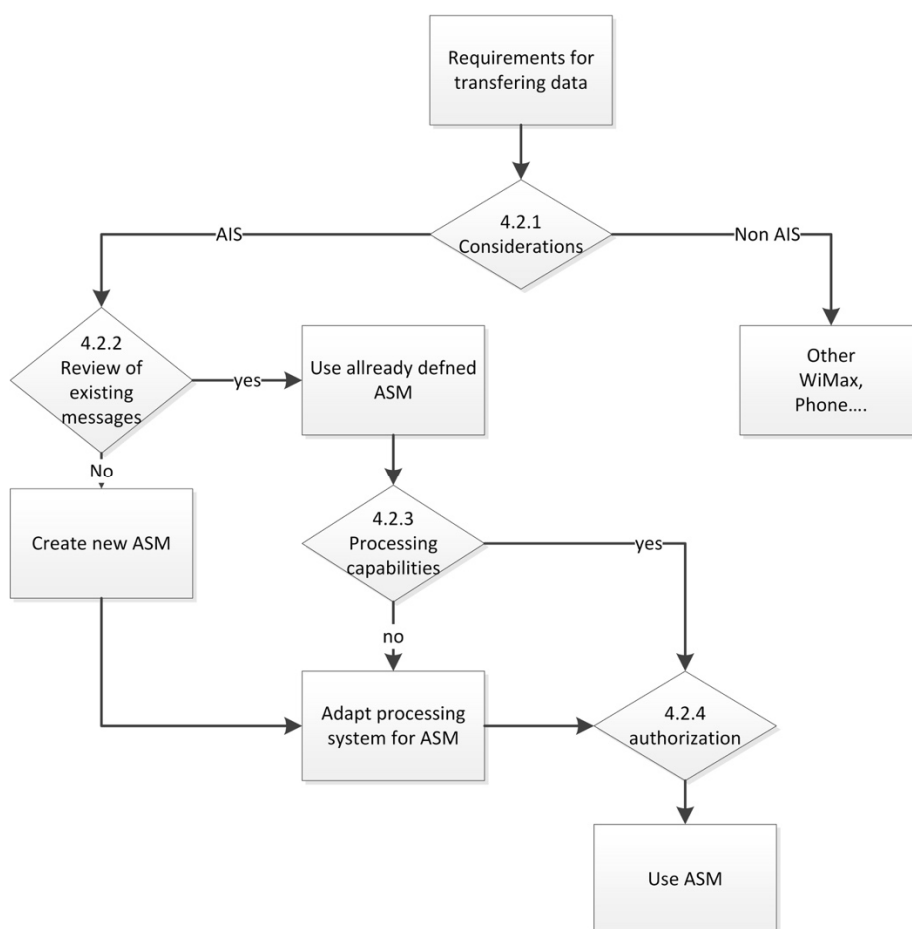 Requirements for
transfering data
4.2.1
Considerations
AIS
Non AIS
4.2.2
Review of
existing
messages
yes
Use allready defned
ASM
Other
WiMax,
Phone....
No
Create new ASM
4.2.3
Processing
capabilities
yes
no
Adapt processing
system for ASM
4.2.4
authorization
Use ASM